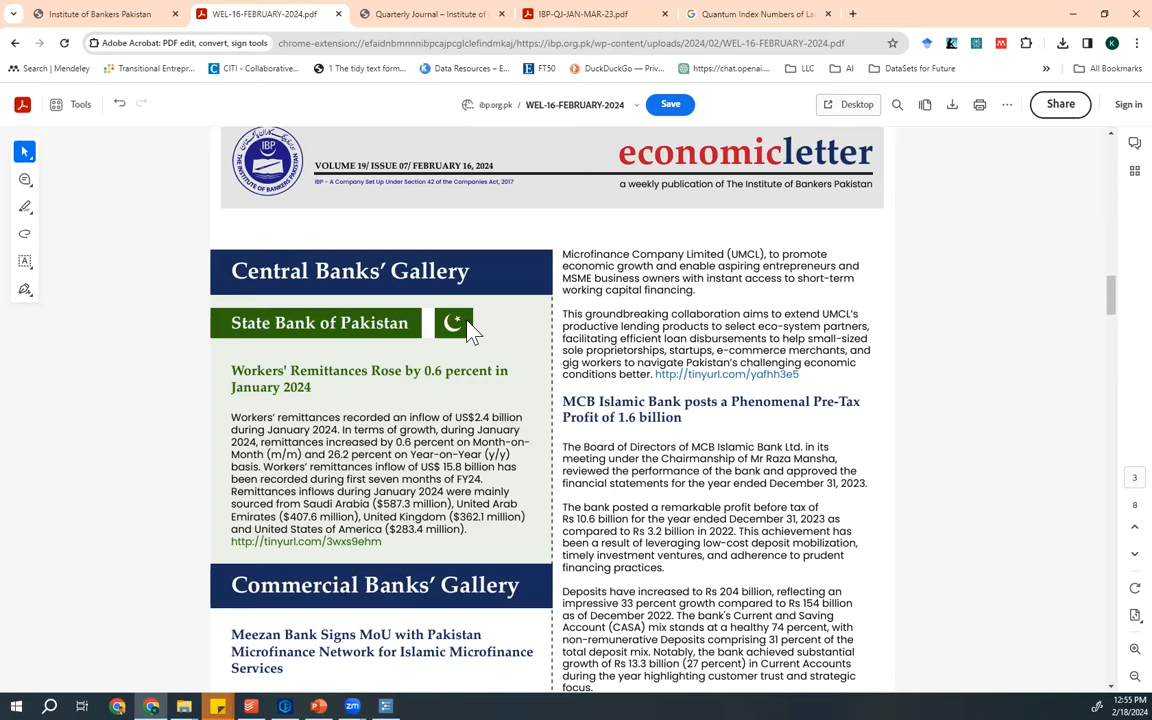 Institute of Bankers Pakistan
WEL-16-FEBRUARY-2024.pdf
Quarterly Journal – Institute of
IBP-QJ-JAN-MAR-23.pdf
Quantum Index Numbers of La
Adobe Acrobat: PDF edit, convert, sign tools
chrome-extension://efaidnbmnnnibpcajpcglclefindmkaj/https://ibp.org.pk/wp-content/uploads/2024/02/WEL-16-FEBRUARY-2024.pdf
K
Search | Mendeley
Transitional Entrepr...
CITI - Collaborative...
1 The tidy text form...
Data Resources – E...
FT50
DuckDuckGo — Priv...
https://chat.openai....
LLC
AI
DataSets for Future
All Bookmarks
Tools
ibp.org.pk / WEL-16-FEBRUARY-2024
Save
Desktop
Share
Sign in
IBP
VOLUME 19/ ISSUE 07/ FEBRUARY 16, 2024
IBP - A Company Set Up Under Section 42 of the Companies Act, 2017
economicletter
a weekly publication of The Institute of Bankers Pakistan
Central Banks’ Gallery
State Bank of Pakistan
Workers' Remittances Rose by 0.6 percent in
January 2024
Workers’ remittances recorded an inflow of US$2.4 billion
during January 2024. In terms of growth, during January
2024, remittances increased by 0.6 percent on Month-on-
Month (m/m) and 26.2 percent on Year-on-Year (y/y)
basis. Workers’ remittances inflow of US$ 15.8 billion has
been recorded during first seven months of FY24.
Remittances inflows during January 2024 were mainly
sourced from Saudi Arabia ($587.3 million), United Arab
Emirates ($407.6 million), United Kingdom ($362.1 million)
and United States of America ($283.4 million).
http://tinyurl.com/3wxs9ehm
Commercial Banks’ Gallery
Meezan Bank Signs MoU with Pakistan
Microfinance Network for Islamic Microfinance
Services
Microfinance Company Limited (UMCL), to promote
economic growth and enable aspiring entrepreneurs and
MSME business owners with instant access to short-term
working capital financing.
This groundbreaking collaboration aims to extend UMCL’s
productive lending products to select eco-system partners,
facilitating efficient loan disbursements to help small-sized
sole proprietorships, startups, e-commerce merchants, and
gig workers to navigate Pakistan’s challenging economic
conditions better. http://tinyurl.com/yafhh3e5
MCB Islamic Bank posts a Phenomenal Pre-Tax
Profit of 1.6 billion
The Board of Directors of MCB Islamic Bank Ltd. in its
meeting under the Chairmanship of Mr Raza Mansha,
reviewed the performance of the bank and approved the
financial statements for the year ended December 31, 2023.
The bank posted a remarkable profit before tax of
Rs 10.6 billion for the year ended December 31, 2023 as
compared to Rs 3.2 billion in 2022. This achievement has
been a result of leveraging low-cost deposit mobilization,
timely investment ventures, and adherence to prudent
financing practices.
Deposits have increased to Rs 204 billion, reflecting an
impressive 33 percent growth compared to Rs 154 billion
as of December 2022. The bank's Current and Saving
Account (CASA) mix stands at a healthy 74 percent, with
non-remunerative Deposits comprising 31 percent of the
total deposit mix. Notably, the bank achieved substantial
growth of Rs 13.3 billion (27 percent) in Current Accounts
during the year highlighting customer trust and strategic
focus.
3
8
12:55 PM
2/18/2024